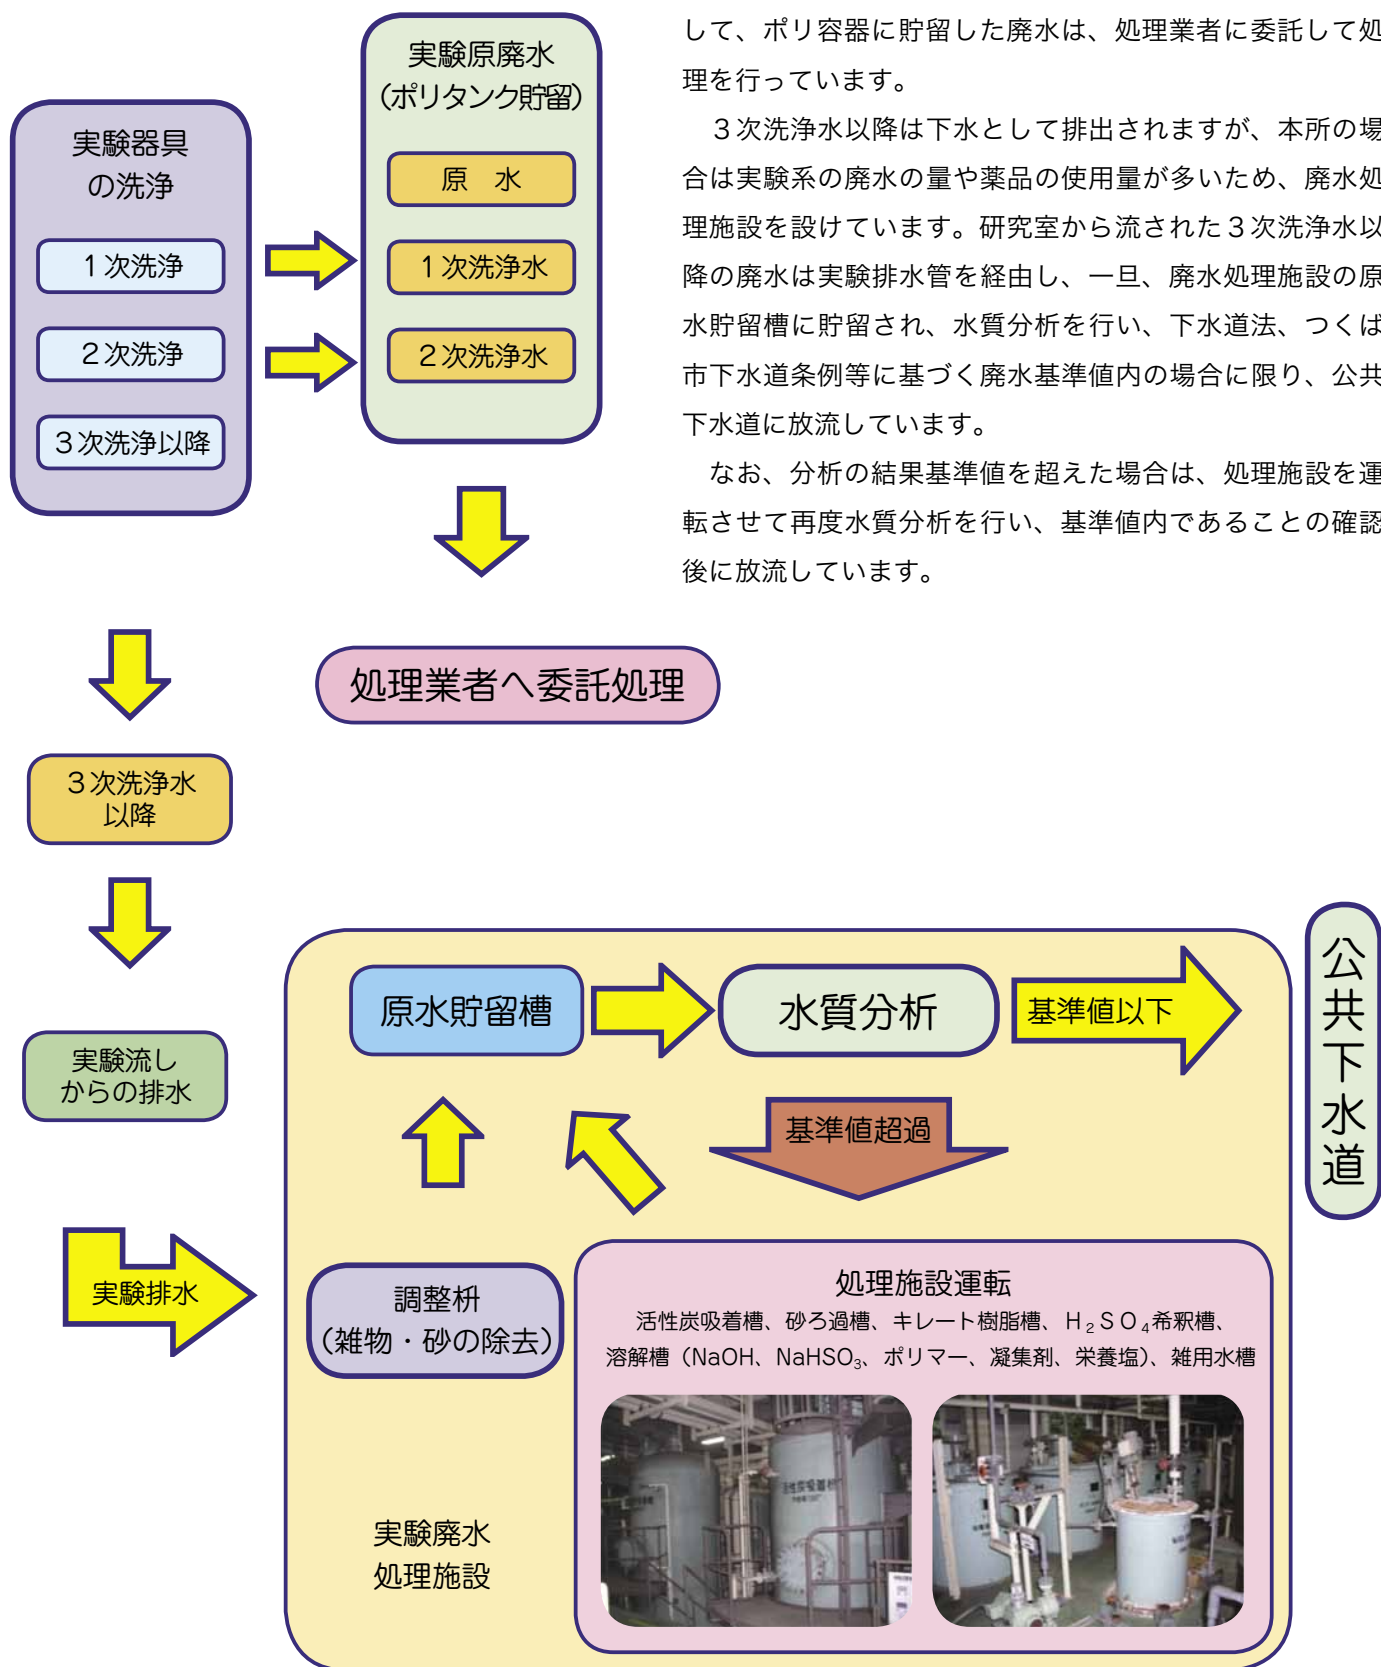 実験器具
の洗浄
1次洗浄
2次洗浄
3次洗浄以降
実験原廃水
(ポリタンク貯留)
原　水
1次洗浄水
2次洗浄水
して、ポリ容器に貯留した廃水は、処理業者に委託して処
理を行っています。
　3次洗浄水以降は下水として排出されますが、本所の場
合は実験系の廃水の量や薬品の使用量が多いため、廃水処
理施設を設けています。研究室から流された3次洗浄水以
降の廃水は実験排水管を経由し、一旦、廃水処理施設の原
水貯留槽に貯留され、水質分析を行い、下水道法、つくば
市下水道条例等に基づく廃水基準値内の場合に限り、公共
下水道に放流しています。
　なお、分析の結果基準値を超えた場合は、処理施設を運
転させて再度水質分析を行い、基準値内であることの確認
後に放流しています。
処理業者へ委託処理
3次洗浄水
以降
実験流し
からの排水
実験排水
原水貯留槽
水質分析
基準値以下
公共下水道
基準値超過
調整枡
(雑物・砂の除去)
処理施設運転
活性炭吸着槽、砂ろ過槽、キレート樹脂槽、H₂SO₄希釈槽、
溶解槽（NaOH、NaHSO₃、ポリマー、凝集剤、栄養塩）、雑用水槽
活性炭吸着槽
実験廃水
処理施設